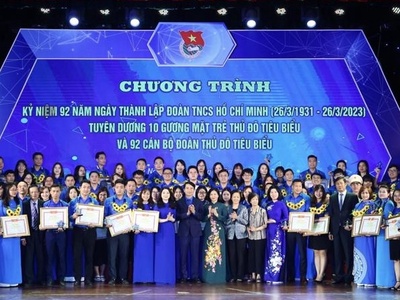 CHƯƠNG TRÌNH
KỶ NIỆM 92 NĂM NGÀY THÀNH LẬP ĐOÀN TNCS HỒ CHÍ MINH (26/3/1931 - 26/3/2023)
TUYÊN DƯƠNG 10 GƯƠNG MẶT TRẺ THỦ ĐÔ TIÊU BIỂU
VÀ 92 CÁN BỘ ĐOÀN THỦ ĐÔ TIÊU BIỂU